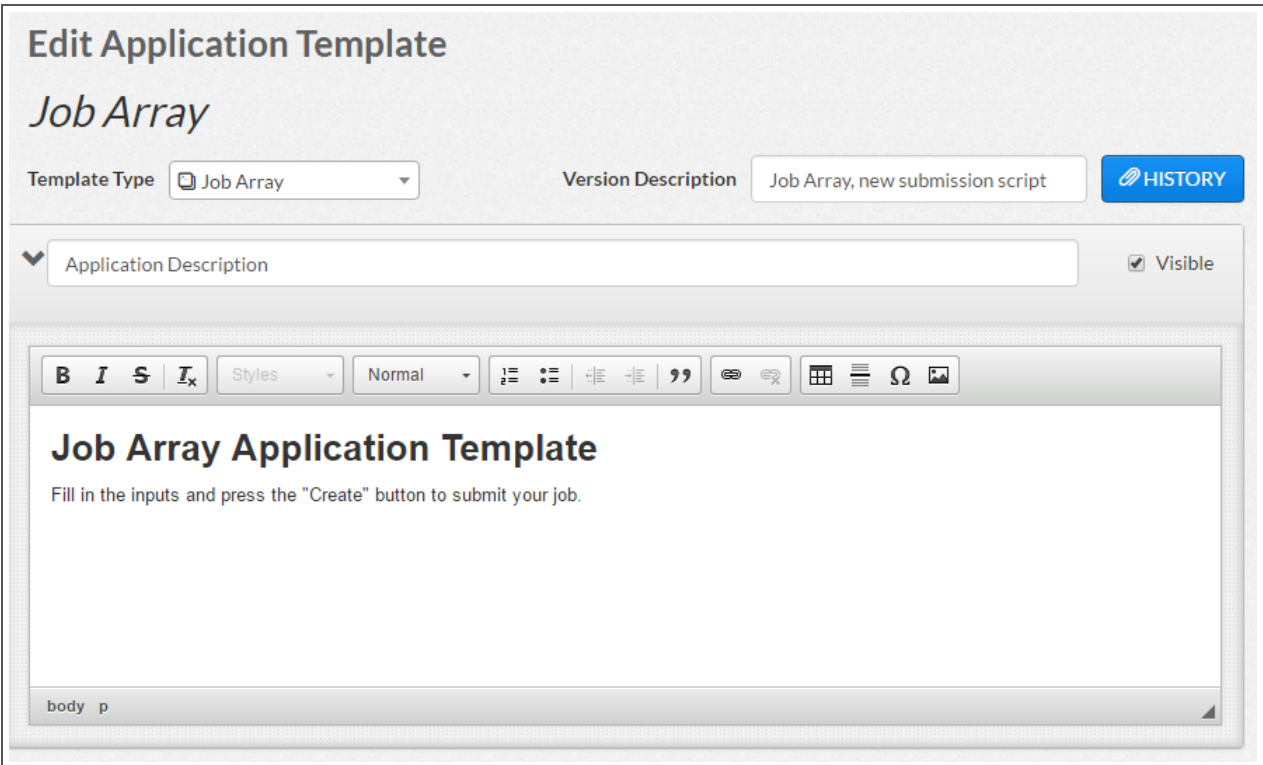 Edit Application Template
Job Array
Template Type Job Array Version Description Job Array, new submission script HISTORY
Application Description Visible
B I S Ix Styles Normal Ω
Job Array Application Template
Fill in the inputs and press the "Create" button to submit your job.
body p